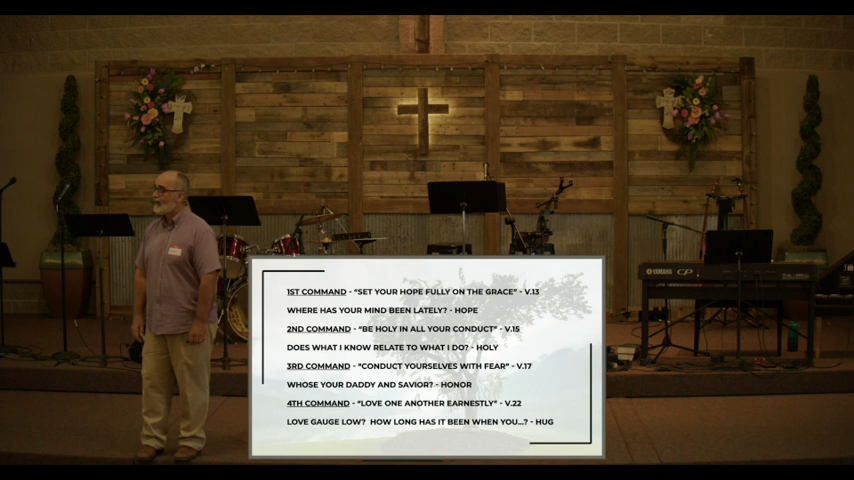 1ST COMMAND - "SET YOUR HOPE FULLY ON THE GRACE" - V.13
WHERE HAS YOUR MIND BEEN LATELY? - HOPE
2ND COMMAND - "BE HOLY IN ALL YOUR CONDUCT" - V.15
DOES WHAT I KNOW RELATE TO WHAT I DO? - HOLY
3RD COMMAND - "CONDUCT YOURSELVES WITH FEAR" - V.17
WHOSE YOUR DADDY AND SAVIOR? - HONOR
4TH COMMAND - "LOVE ONE ANOTHER EARNESTLY" - V.22
LOVE GAUGE LOW? HOW LONG HAS IT BEEN WHEN YOU...? - HUG
YAMAHA CP